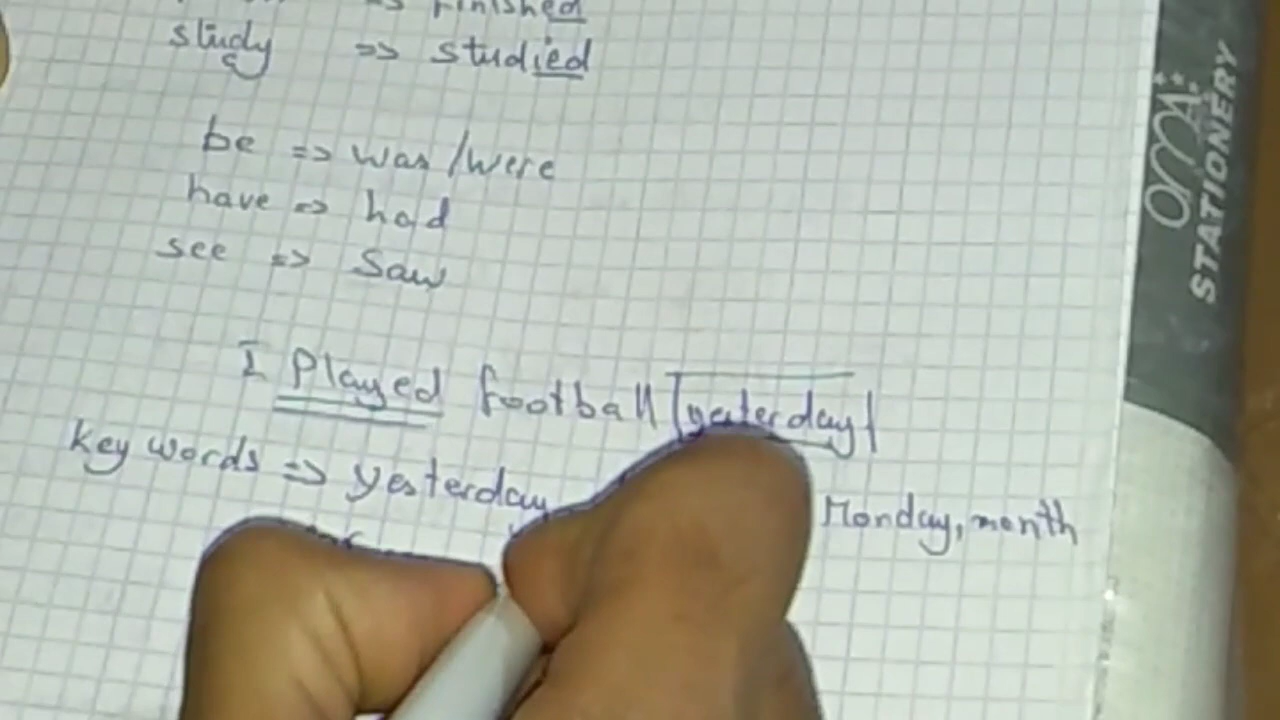 => finished
study => studied
be => was/were
have => had
see => saw
I Played football yesterday
key words => yesterday Monday, month
oma
STATIONERY